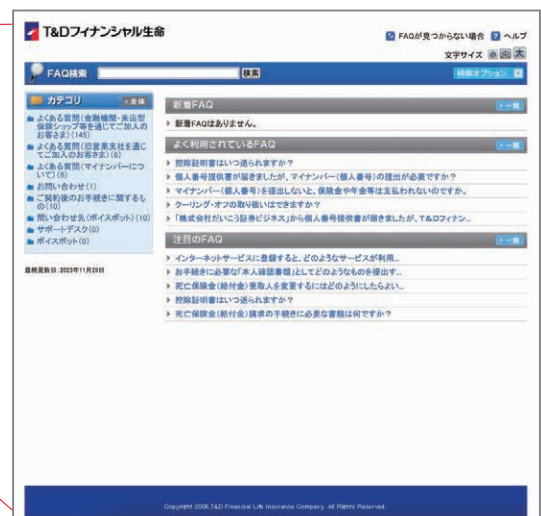 T&Dフィナンシャル生命
FAQが見つからない場合 ? ヘルプ
文字サイズ 小 中 大
FAQ検索 検索 検索オプション
カテゴリ 全体
よくある質問(金融機関・来店型
保険ショップ等を通じてご加入の
お客さま)(145)
よくある質問(旧営業支社を通じ
てご加入のお客さま)(6)
よくある質問(マイナンバーにつ
いて)(6)
お問い合わせ(1)
ご契約後のお手続きに関するも
の(10)
問い合わせ先(ボイスポット)(10)
サポートデスク(0)
ボイスポット(0)
最終更新日:2023年11月29日
新着FAQ 一覧
新着FAQはありません。
よく利用されているFAQ 一覧
控除証明書はいつ送られますか?
個人番号提供書が届きましたが、マイナンバー(個人番号)の提出が必要ですか?
マイナンバー(個人番号)を提出しないと、保険金や年金等は支払われないのですか。
クーリング・オフの取り扱いはできますか?
「株式会社だいこう証券ビジネス」から個人番号提供書が届きましたが、T&Dフィナン...
注目のFAQ 一覧
インターネットサービスに登録すると、どのようなサービスが利用...
お手続きに必要な「本人確認書類」としてどのようなものを提出す...
死亡保険金(給付金)受取人を変更するにはどのようにしたらよい...
控除証明書はいつ送られますか?
死亡保険金(給付金)請求の手続きに必要な書類は何ですか?
Copyright 2008,T&D Financial Life Insurance Company. All Rights Reserved.